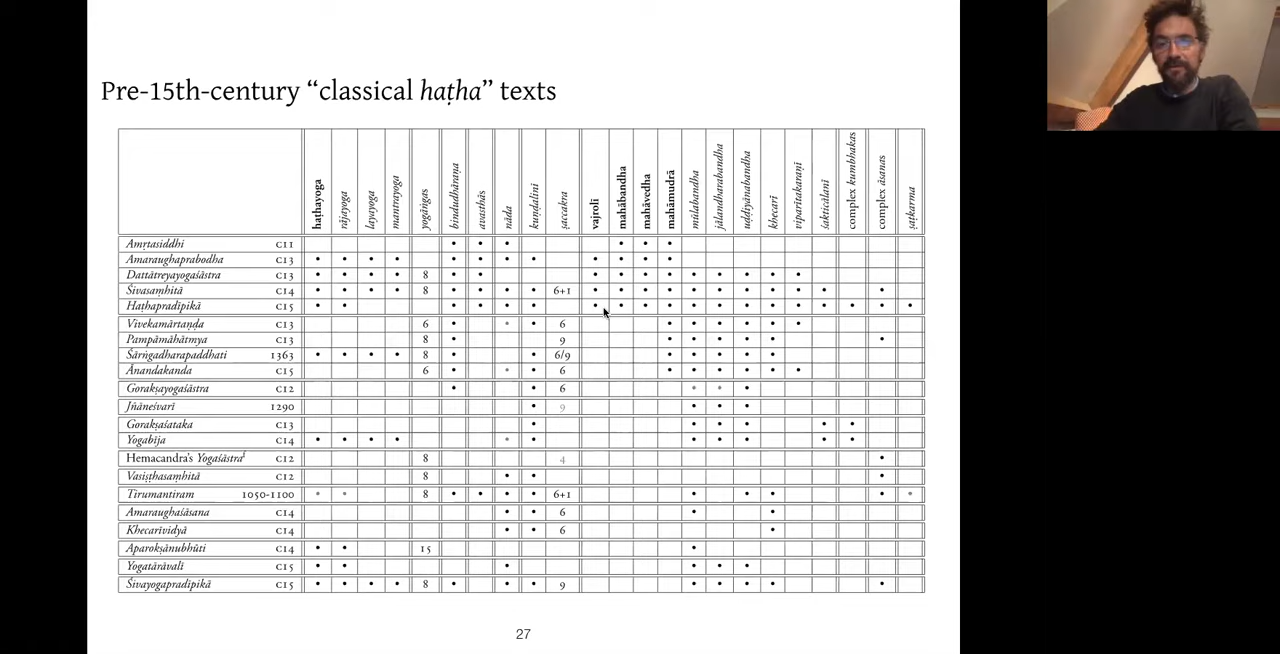 Pre-15th-century “classical haṭha” texts
haṭhayoga rājayoga layayoga mantrayoga yogāṅgas bindudhāraṇa avasthās nāda kuṇḍalinī ṣaccakra vajroli mahābandha mahāvedha mahāmudrā mūlabandha jālandharabandha uḍḍiyānabandha khecarī viparītakaraṇī śakticālanī complex kumbhakas complex āsanas ṣaṭkarma
Amṛtasiddhi C11 • • • • • •
Amaraughaprabodha C13 • • • • • • • • • • • •
Dattātreyayogaśāstra C13 • • • • 8 • • • • • • • • • • •
Śivasaṃhitā C14 • • • • 8 • • • • 6+1 • • • • • • • • • • •
Haṭhapradīpikā C15 • • • • • • • • • • • • • • • • • • •
Vivekamārtaṇḍa C13 6 • • • 6 • • • • • •
Pampāmāhātmya C13 8 • 9 • • • • • •
Śārṅgadharapaddhati 1363 • • • • 8 • • 6/9 • • • • •
Ānandakanda C15 6 • • • 6 • • • • • •
Gorakṣayogaśāstra C12 • • 6 • • •
Jñāneśvarī 1290 • 9 • • •
Gorakṣaśataka C13 • • • • • •
Yogabīja C14 • • • • • • • • • • •
Hemacandra’s Yogaśāstra C12 8 4 •
Vasiṣṭhasaṃhitā C12 8 • • •
Tirumantiram 1050-1100 • • 8 • • • • 6+1 • • • • •
Amaraughaśāsana C14 • • 6 • •
Khecarīvidyā C14 • • 6 •
Aparokṣānubhūti C14 • • 15 •
Yogatārāvalī C15 • • • • • •
Śivayogapradīpikā C15 • • • • 8 • • • 9 • • • • •
27